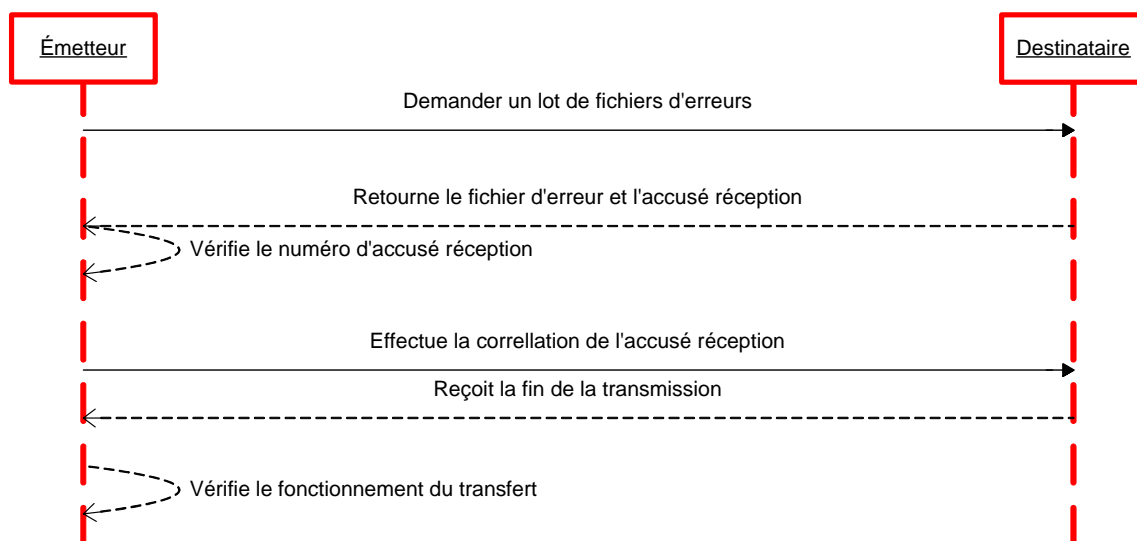 Émetteur
Destinataire
Demander un lot de fichiers d'erreurs
Retourne le fichier d'erreur et l'accusé réception
Vérifie le numéro d'accusé réception
Effectue la correllation de l'accusé réception
Reçoit la fin de la transmission
Vérifie le fonctionnement du transfert